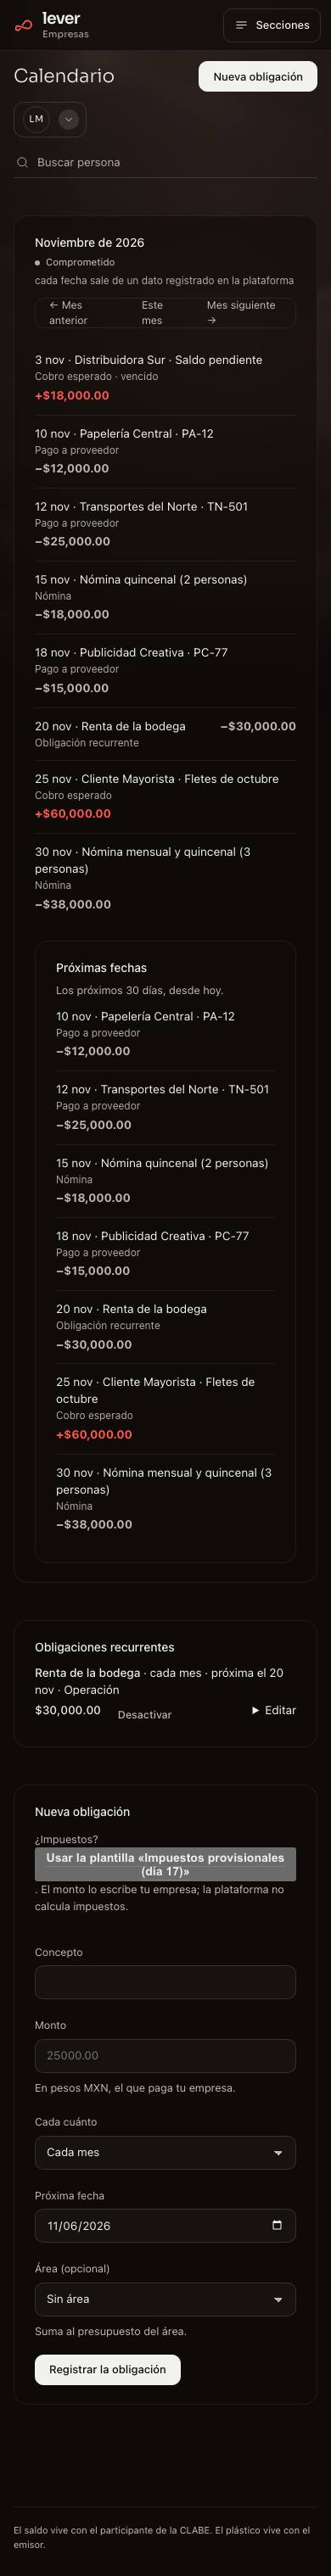 lever
Empresas
Secciones
Calendario
Nueva obligación
LM
Buscar persona
Noviembre de 2026
Comprometido
cada fecha sale de un dato registrado en la plataforma
← Mes anterior
Este mes
Mes siguiente →
3 nov · Distribuidora Sur · Saldo pendiente
Cobro esperado · vencido
+$18,000.00
10 nov · Papelería Central · PA-12
Pago a proveedor
−$12,000.00
12 nov · Transportes del Norte · TN-501
Pago a proveedor
−$25,000.00
15 nov · Nómina quincenal (2 personas)
Nómina
−$18,000.00
18 nov · Publicidad Creativa · PC-77
Pago a proveedor
−$15,000.00
20 nov · Renta de la bodega −$30,000.00
Obligación recurrente
25 nov · Cliente Mayorista · Fletes de octubre
Cobro esperado
+$60,000.00
30 nov · Nómina mensual y quincenal (3
personas)
Nómina
−$38,000.00
Próximas fechas
Los próximos 30 días, desde hoy.
10 nov · Papelería Central · PA-12
Pago a proveedor
−$12,000.00
12 nov · Transportes del Norte · TN-501
Pago a proveedor
−$25,000.00
15 nov · Nómina quincenal (2 personas)
Nómina
−$18,000.00
18 nov · Publicidad Creativa · PC-77
Pago a proveedor
−$15,000.00
20 nov · Renta de la bodega
Obligación recurrente
−$30,000.00
25 nov · Cliente Mayorista · Fletes de
octubre
Cobro esperado
+$60,000.00
30 nov · Nómina mensual y quincenal (3
personas)
Nómina
−$38,000.00
Obligaciones recurrentes
Renta de la bodega · cada mes · próxima el 20
nov · Operación
$30,000.00 Desactivar ▶ Editar
Nueva obligación
¿Impuestos?
Usar la plantilla «Impuestos provisionales
(día 17)»
. El monto lo escribe tu empresa; la plataforma no
calcula impuestos.
Concepto
Monto
25000.00
En pesos MXN, el que paga tu empresa.
Cada cuánto
Cada mes
Próxima fecha
11/06/2026
Área (opcional)
Sin área
Suma al presupuesto del área.
Registrar la obligación
El saldo vive con el participante de la CLABE. El plástico vive con el
emisor.